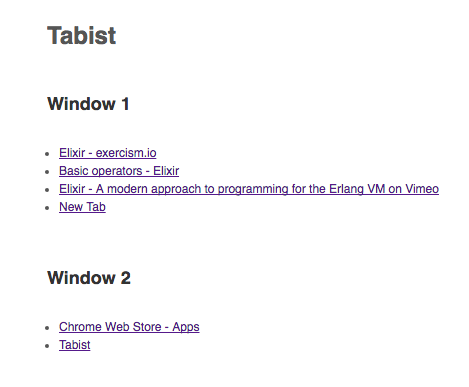 Tabist
Window 1
Elixir - exercism.io
Basic operators - Elixir
Elixir - A modern approach to programming for the Erlang VM on Vimeo
New Tab
Window 2
Chrome Web Store - Apps
Tabist